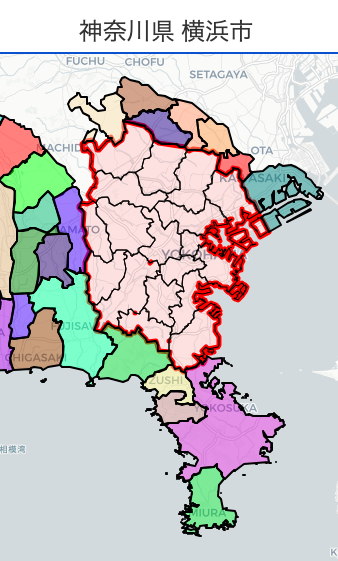 神奈川県 横浜市
FUCHU
CHOFU
SETAGAYA
OTA
MACHIDA
KAWASAKI
YAMATO
YOKOHAMA
FUJISAWA
CHIGASAKI
ZUSHI
YOKOSUKA
相模湾
MIURA
K